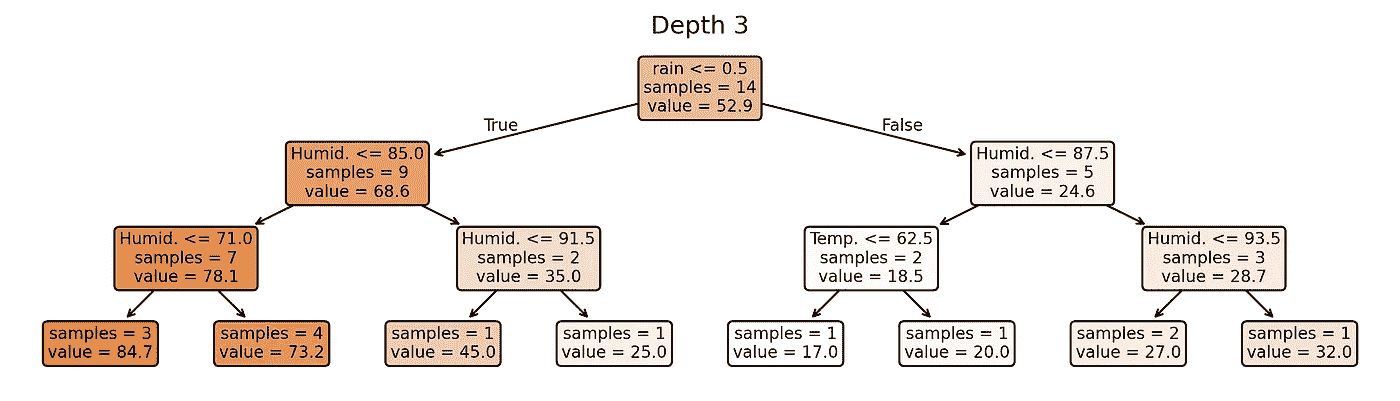 Depth 3
rain <= 0.5
samples = 14
value = 52.9
True
False
Humid. <= 85.0
samples = 9
value = 68.6
Humid. <= 87.5
samples = 5
value = 24.6
Humid. <= 71.0
samples = 7
value = 78.1
Humid. <= 91.5
samples = 2
value = 35.0
Temp. <= 62.5
samples = 2
value = 18.5
Humid. <= 93.5
samples = 3
value = 28.7
samples = 3
value = 84.7
samples = 4
value = 73.2
samples = 1
value = 45.0
samples = 1
value = 25.0
samples = 1
value = 17.0
samples = 1
value = 20.0
samples = 2
value = 27.0
samples = 1
value = 32.0